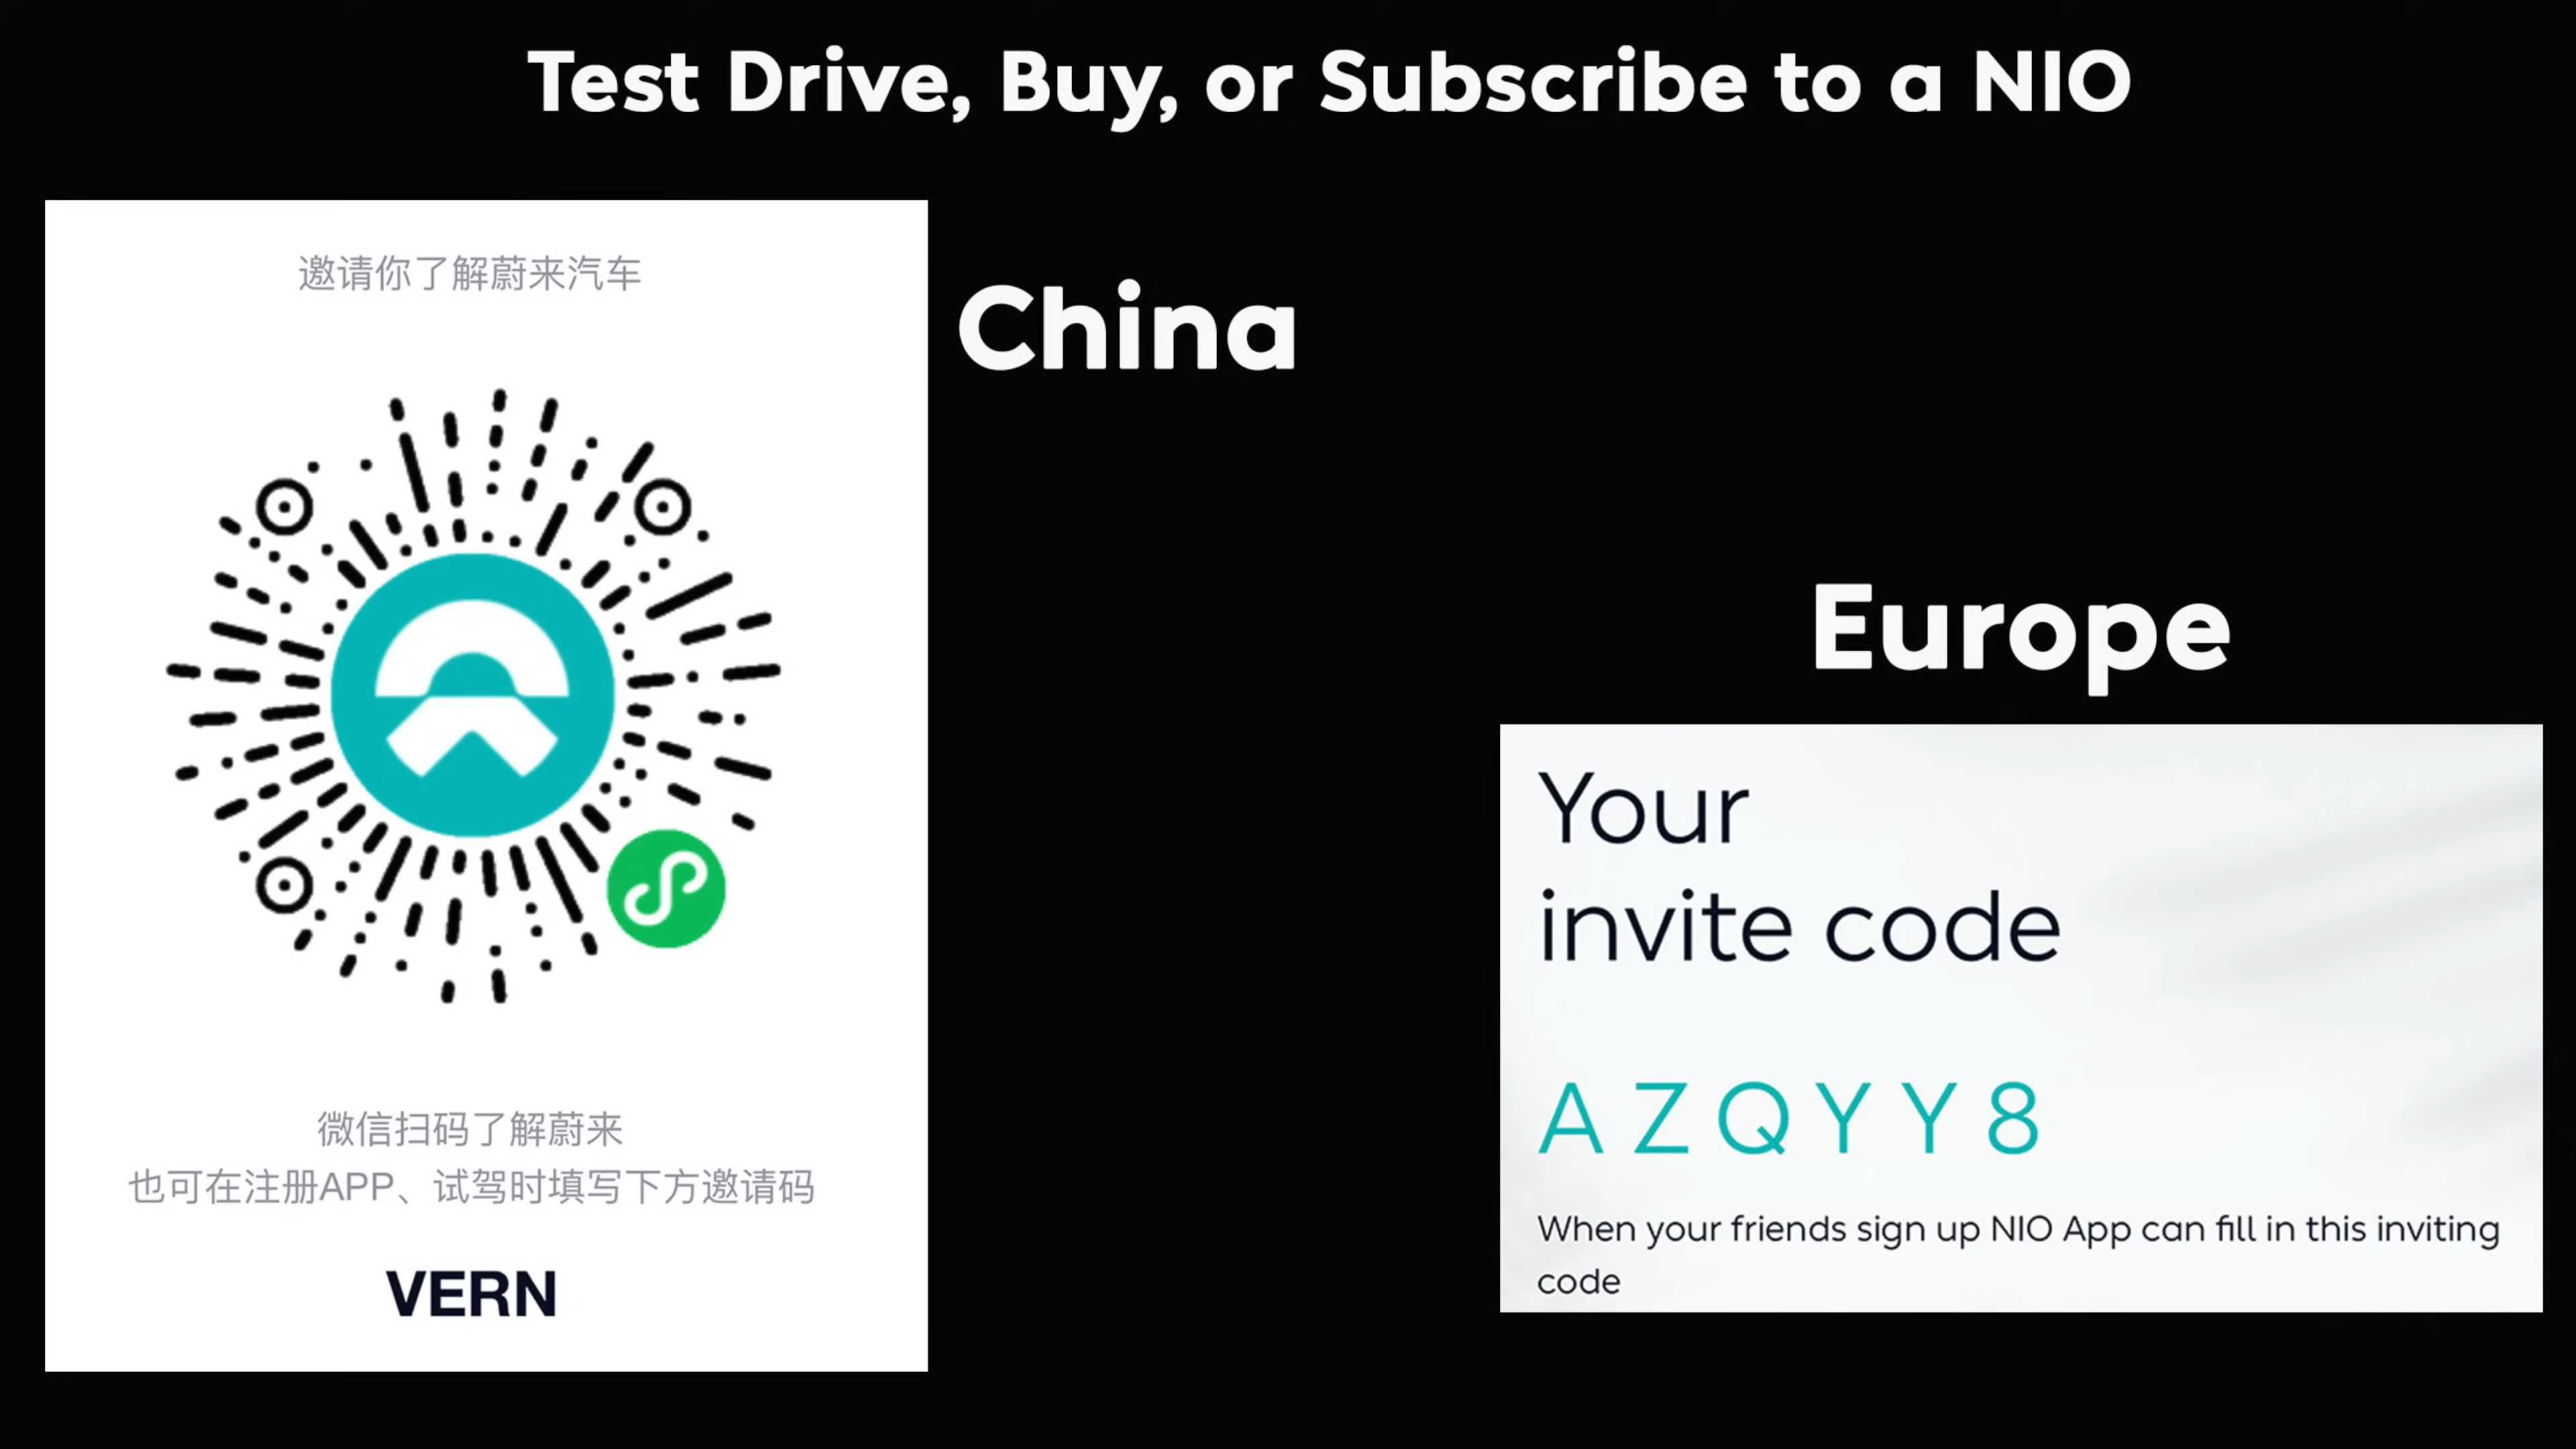 Test Drive, Buy, or Subscribe to a NIO
邀请你了解蔚来汽车
China
微信扫码了解蔚来
也可在注册APP、试驾时填写下方邀请码
VERN
Europe
Your
invite code
AZQYY8
When your friends sign up NIO App can fill in this inviting
code